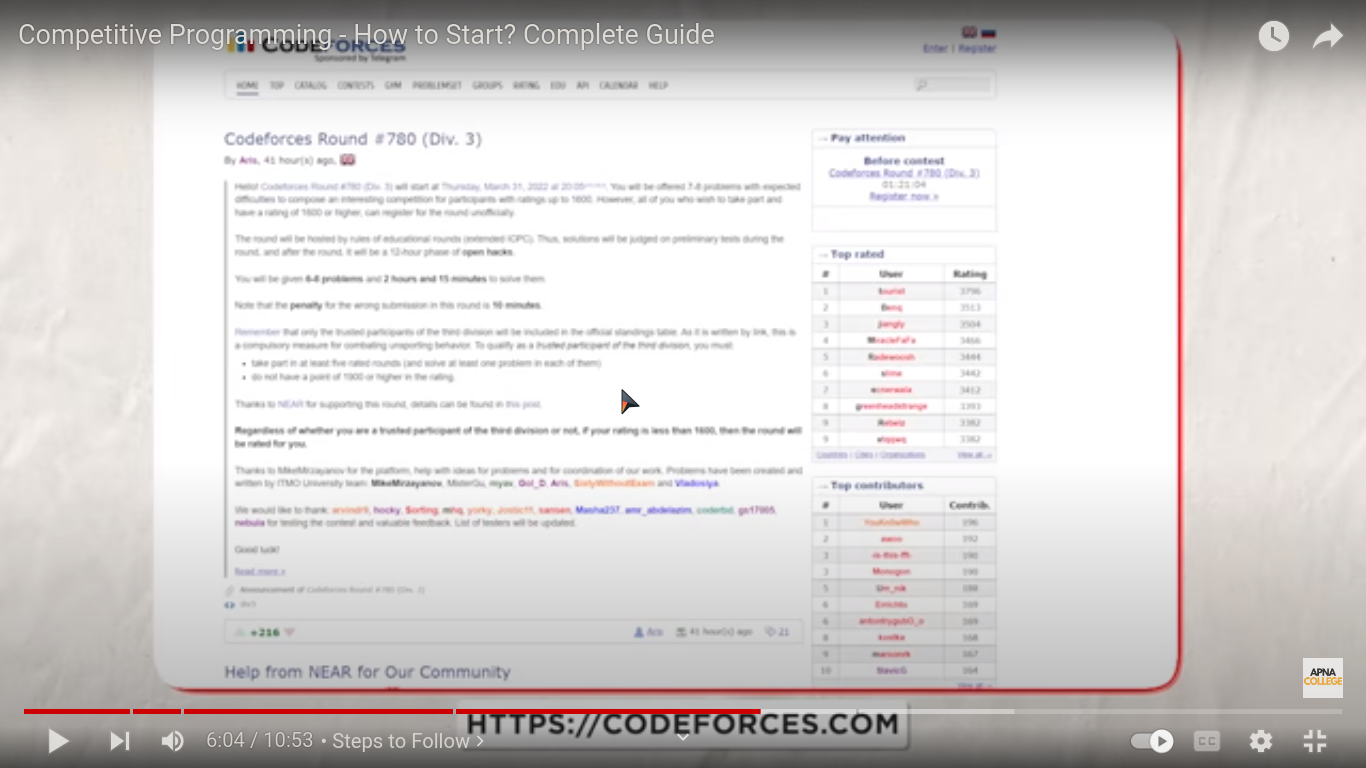 Competitive Programming - How to Start? Complete Guide
CODEFORCES
Sponsored by Telegram
Enter | Register
HOME TOP CATALOG CONTESTS GYM PROBLEMSET GROUPS RATING EDU API CALENDAR HELP
Codeforces Round #780 (Div. 3)
By Aris, 41 hour(s) ago,
Hello! Codeforces Round #780 (Div. 3) will start at Thursday, March 31, 2022 at 20:05. You will be offered 7-8 problems with expected
difficulties to compose an interesting competition for participants with ratings up to 1600. However, all of you who wish to take part and
have a rating of 1600 or higher, can register for the round unofficially.
The round will be hosted by rules of educational rounds (extended ICPC). Thus, solutions will be judged on preliminary tests during the
round, and after the round, it will be a 12-hour phase of open hacks.
You will be given 6-8 problems and 2 hours and 15 minutes to solve them.
Note that the penalty for the wrong submission in this round is 10 minutes.
Remember that only the trusted participants of the third division will be included in the official standings table. As it is written by link, this is
a compulsory measure for combating unsporting behavior. To qualify as a trusted participant of the third division, you must:
• take part in at least five rated rounds (and solve at least one problem in each of them)
• do not have a point of 1900 or higher in the rating.
Thanks to NEAR for supporting this round, details can be found in this post.
Regardless of whether you are a trusted participant of the third division or not, if your rating is less than 1600, then the round will
be rated for you.
Thanks to MikeMirzayanov for the platform, help with ideas for problems and for coordination of our work. Problems have been created and
written by ITMO University team: MikeMirzayanov, MisterGu, myav, Gol_D, Aris, SixtyWithoutExam and Vladosiya.
We would like to thank: arvindr9, hocky, Sorting, mhq, yorky, Jostic11, sansen, Masha237, amr_abdelazim, coderbd, gs17005,
nebula for testing the contest and valuable feedback. List of testers will be updated.
Good luck!
Read more »
Announcement of Codeforces Round #780 (Div. 3)
div3
+216
Aris 41 hour(s) ago 21
Help from NEAR for Our Community
→ Pay attention
Before contest
Codeforces Round #780 (Div. 3)
01:21:04
Register now »
→ Top rated
# User Rating
1 tourist 3796
2 Benq 3513
3 jiangly 3504
4 MiracleFaFa 3466
5 Radewoosh 3444
6 slime 3442
7 ecnerwala 3412
8 greenheadstrange 3393
9 Rebelz 3382
9 3382
Countries | Cities | Organizations View all →
→ Top contributors
# User Contrib.
1 YouKn0wWho 196
2 awoo 192
3 -is-this-fft- 190
3 Monogon 190
5 Um_nik 188
6 Errichto 169
6 antontrygubO_o 169
8 kostka 168
9 maroonrk 167
10 SlavicG 164
View all →
APNA
COLLEGE
HTTPS://CODEFORCES.COM
6:04 / 10:53 • Steps to Follow
CC